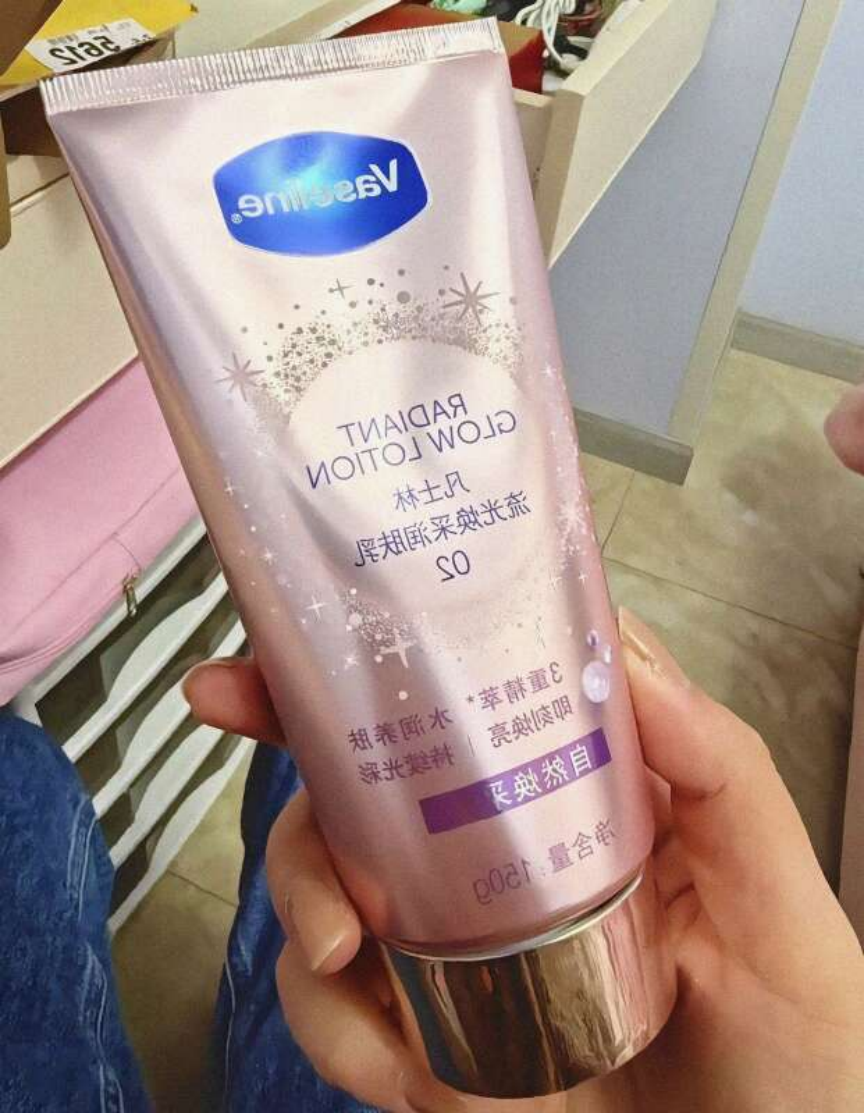 5612
Vaseline®
RADIANT
GLOW LOTION
凡士林
流光焕采润肤乳
02
3重精萃*
即刻焕亮 | 水润养肤
持续光彩
自然焕采
净含量：150g